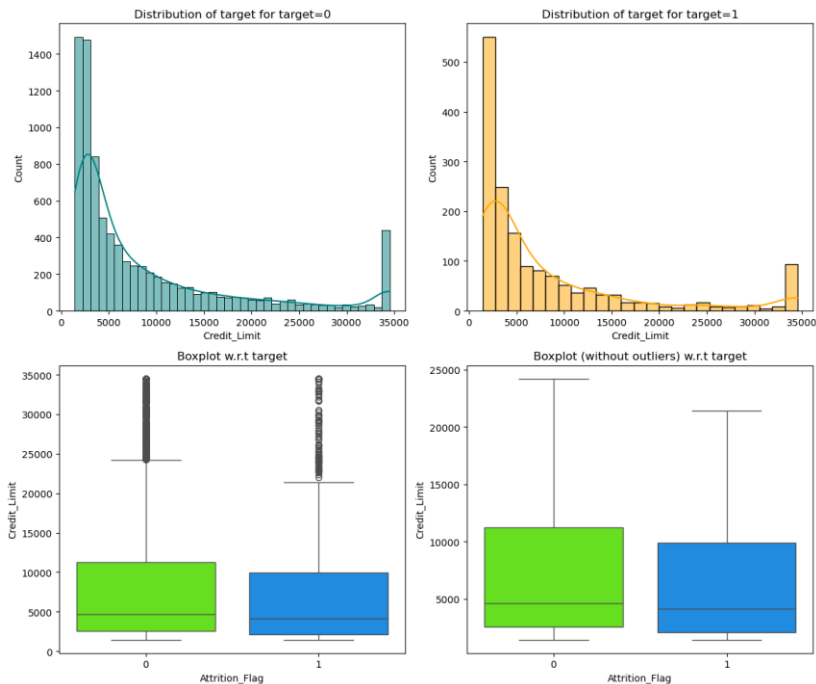 Distribution of target for target=0
1400
1200
1000
800
600
400
200
0
Count
0 5000 10000 15000 20000 25000 30000 35000
Credit_Limit
Distribution of target for target=1
500
400
300
200
100
0
Count
0 5000 10000 15000 20000 25000 30000 35000
Credit_Limit
Boxplot w.r.t target
35000
30000
25000
20000
15000
10000
5000
0
Credit_Limit
0 1
Attrition_Flag
Boxplot (without outliers) w.r.t target
25000
20000
15000
10000
5000
Credit_Limit
0 1
Attrition_Flag